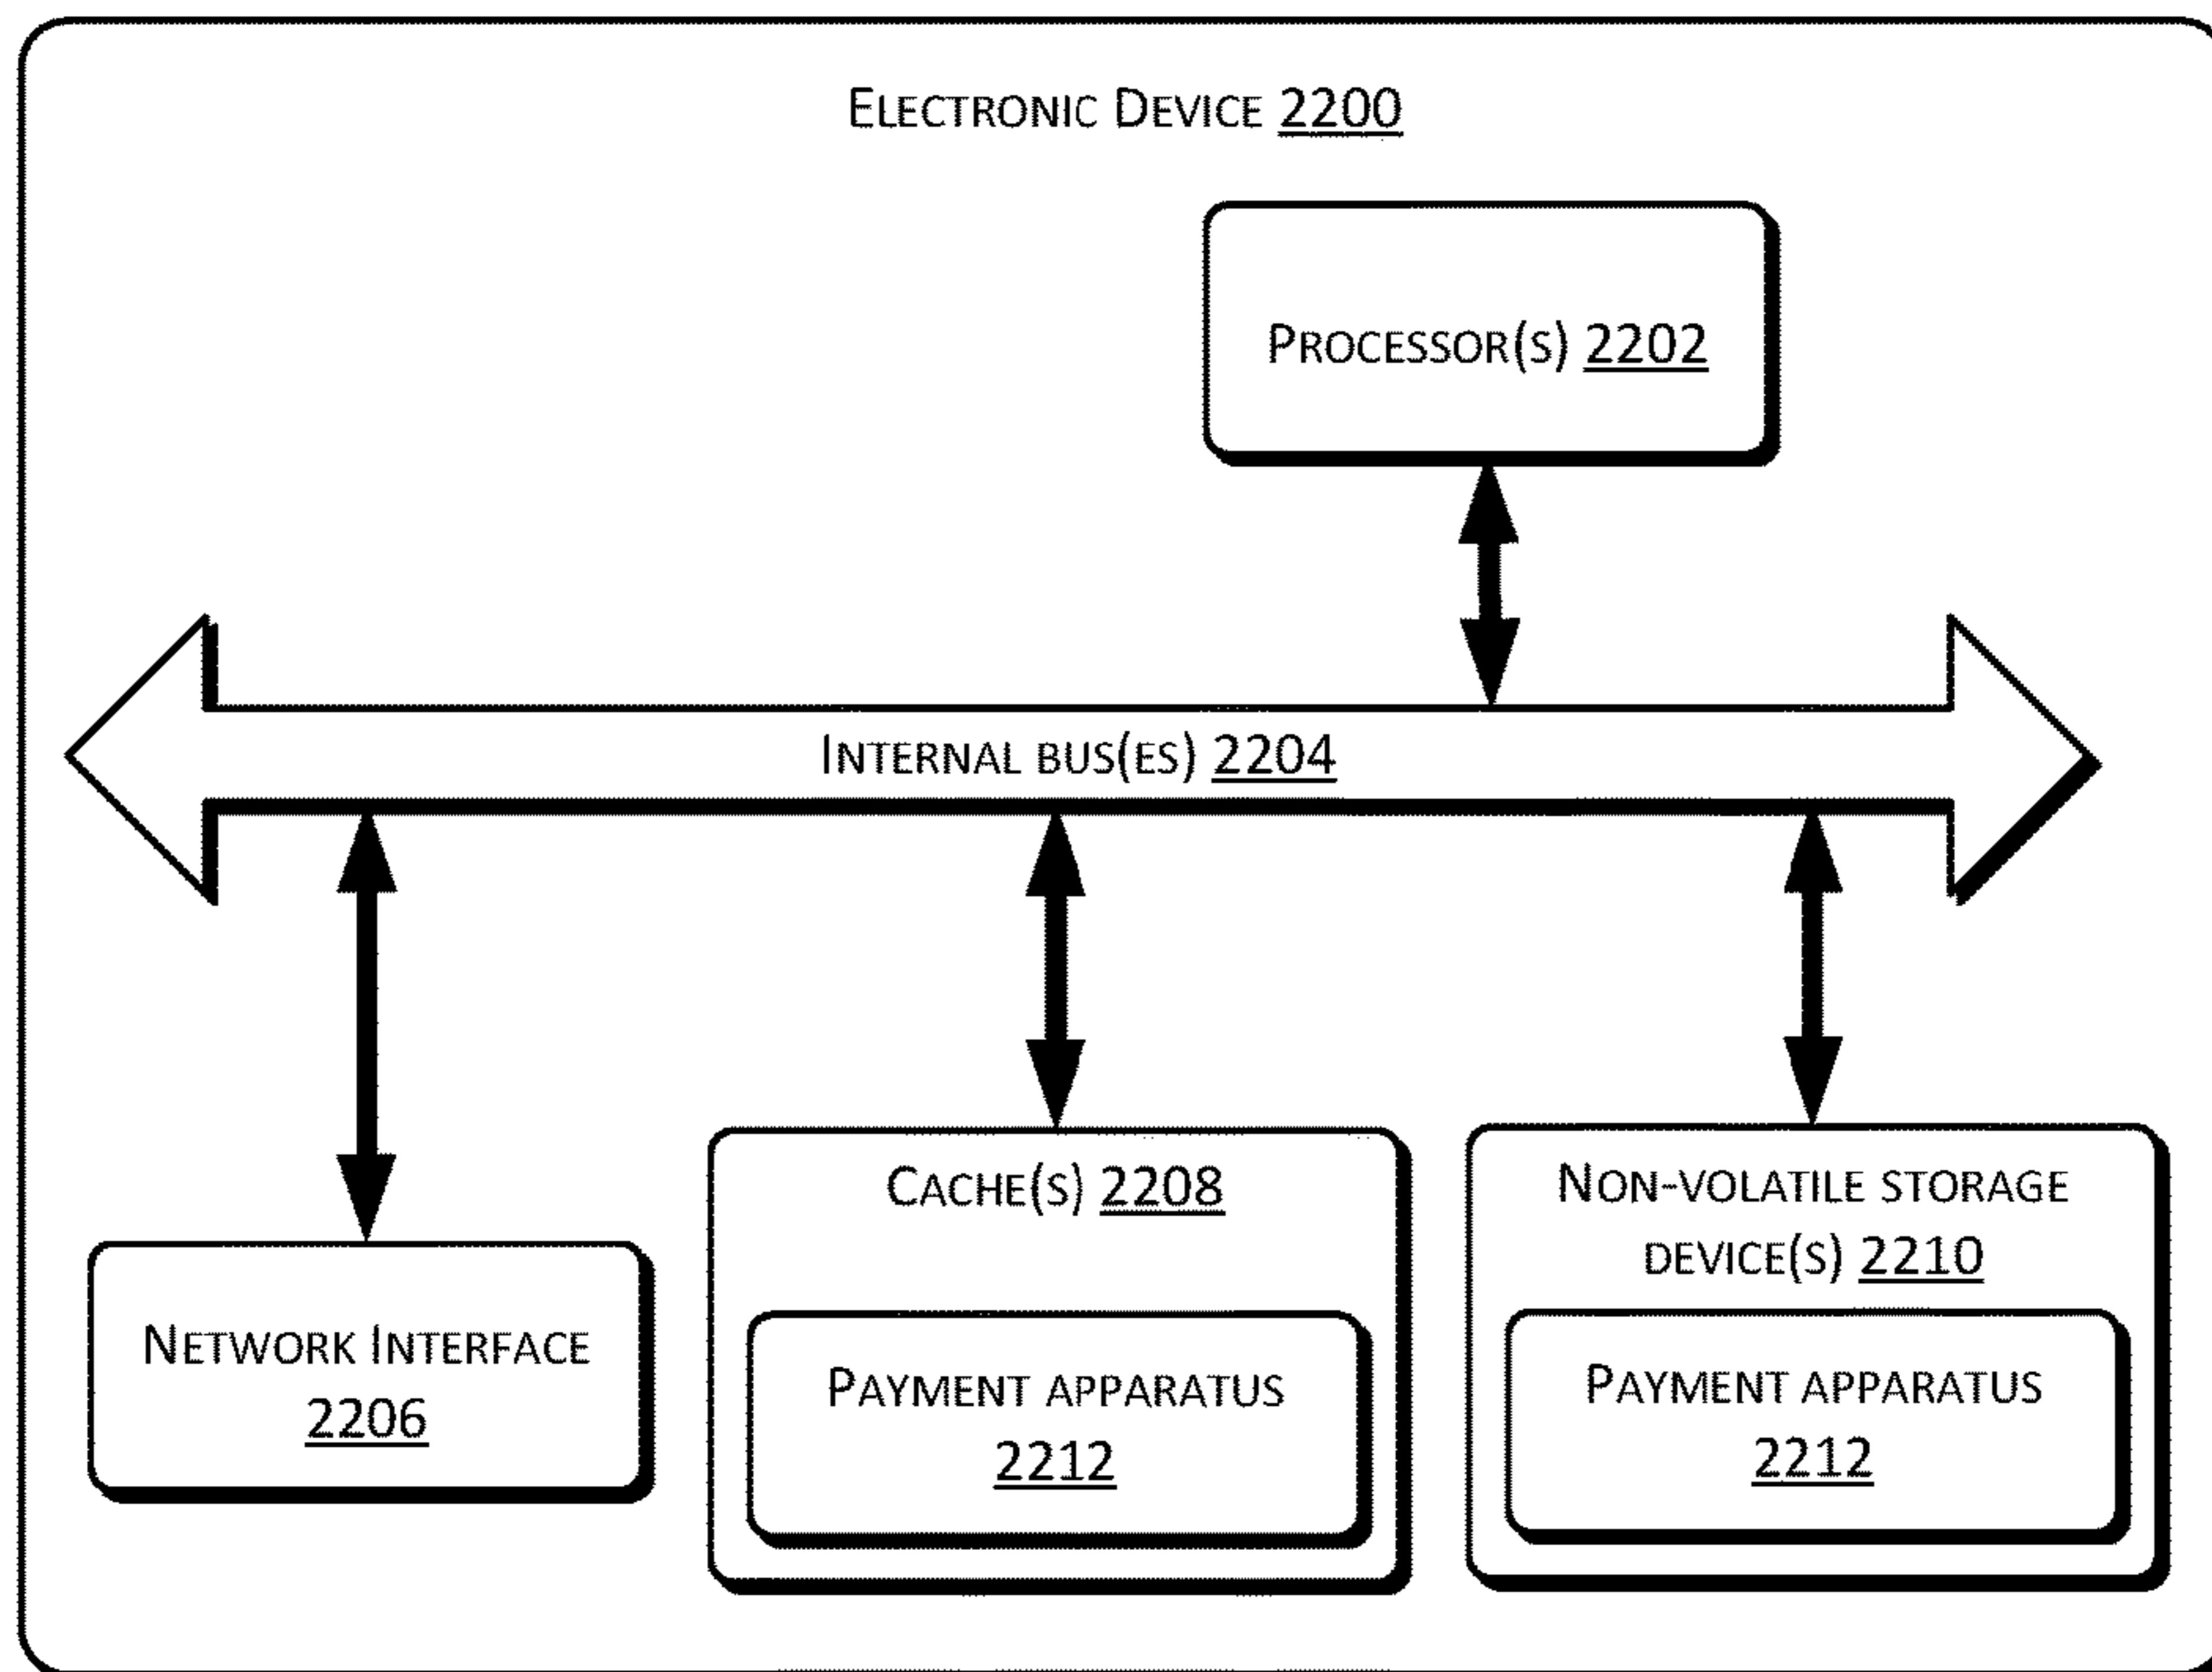 ELECTRONIC DEVICE 2200
PROCESSOR(S) 2202
INTERNAL BUS(ES) 2204
NETWORK INTERFACE
2206
CACHE(S) 2208
PAYMENT APPARATUS
2212
NON-VOLATILE STORAGE
DEVICE(S) 2210
PAYMENT APPARATUS
2212